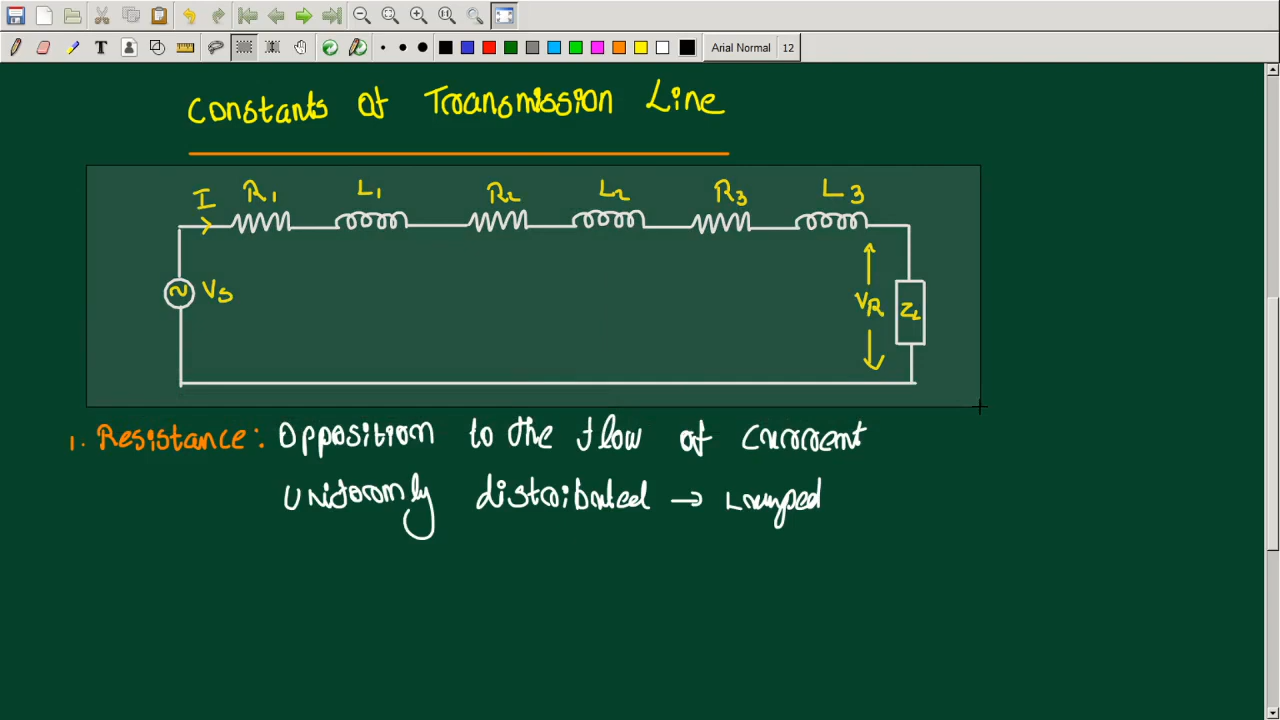 Arial Normal 12
Constants of Transmission Line
I R1 L1 R2 L2 R3 L3
Vs VR ZL
1. Resistance: Opposition to the flow of current
Uniformly distributed → Lumped